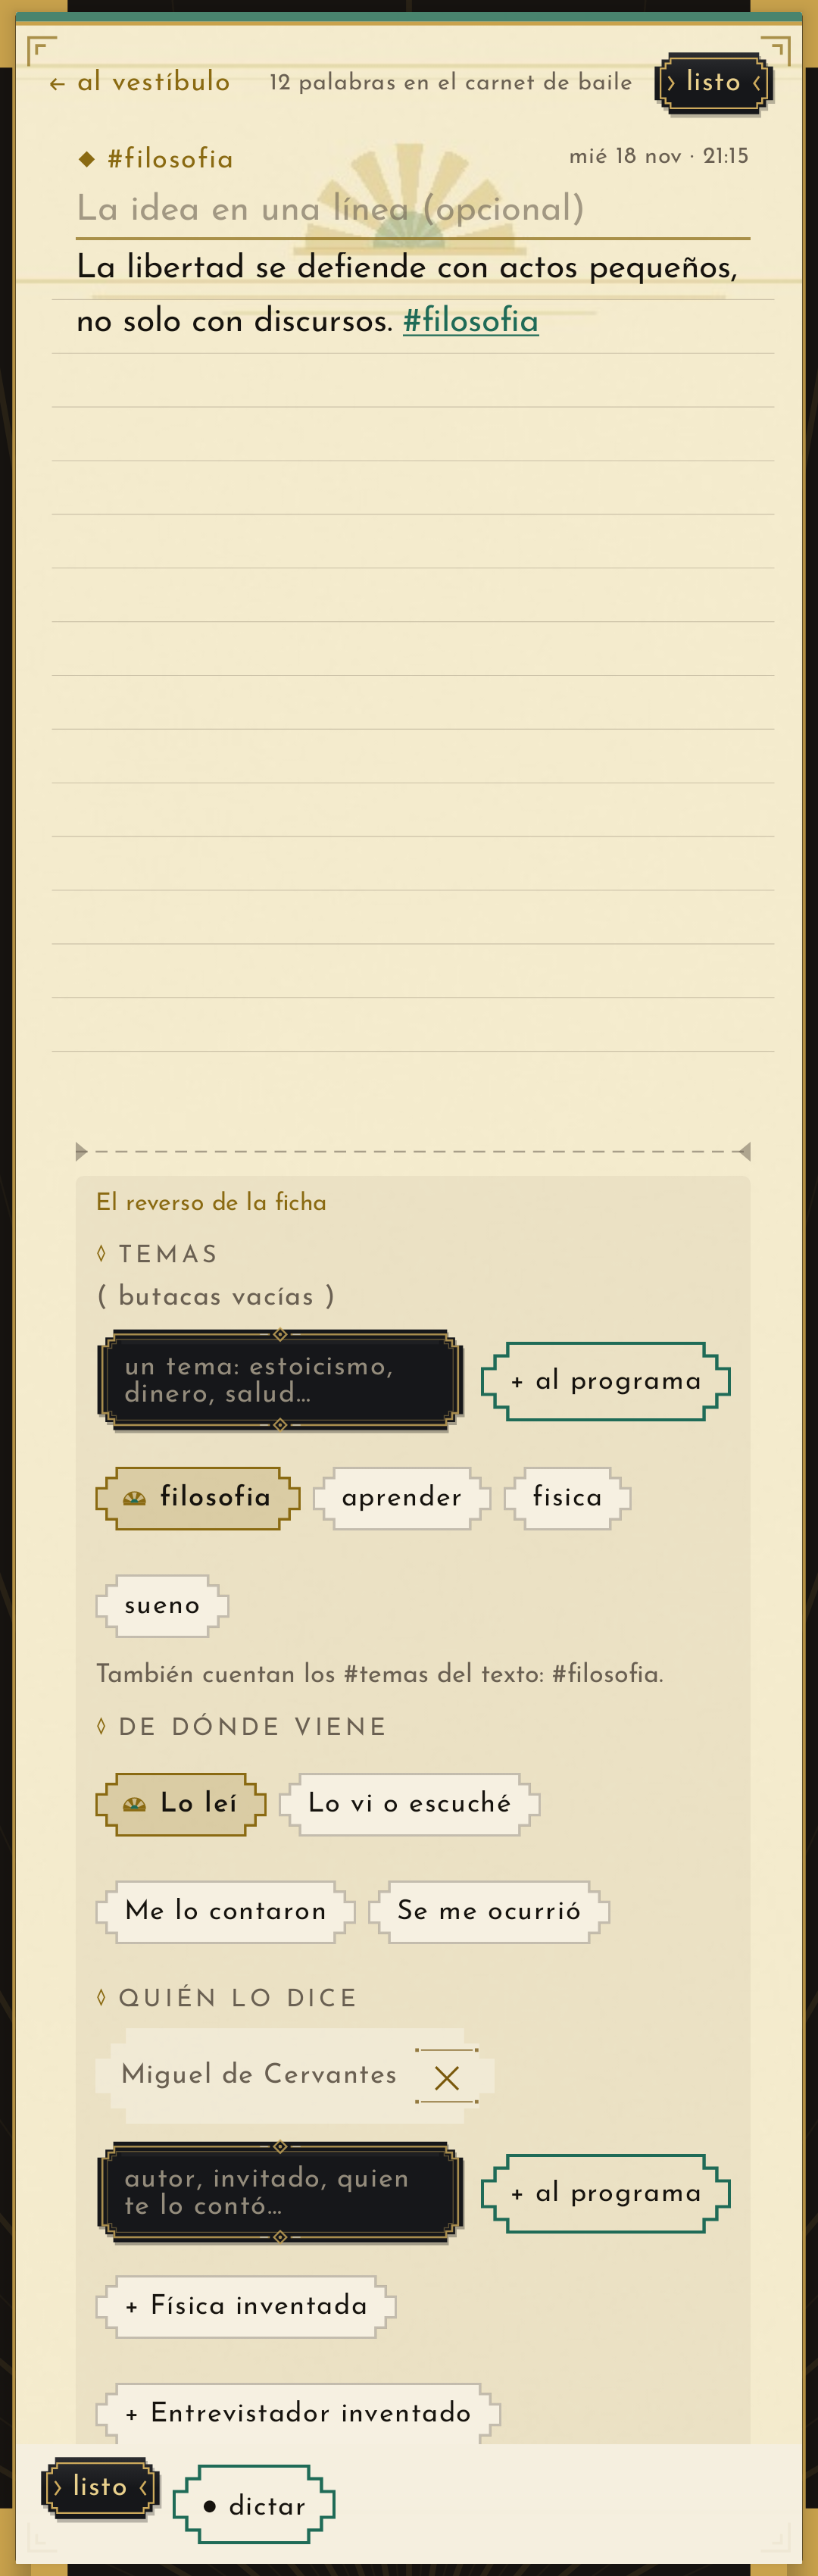 ← al vestíbulo
12 palabras en el carnet de baile
› listo ‹
◆ #filosofia
mié 18 nov · 21:15
La idea en una línea (opcional)
La libertad se defiende con actos pequeños,
no solo con discursos. #filosofia
El reverso de la ficha
◊ TEMAS
( butacas vacías )
un tema: estoicismo,
dinero, salud...
+ al programa
filosofia
aprender
fisica
sueno
También cuentan los #temas del texto: #filosofia.
◊ DE DÓNDE VIENE
Lo leí
Lo vi o escuché
Me lo contaron
Se me ocurrió
◊ QUIÉN LO DICE
Miguel de Cervantes ×
autor, invitado, quien
te lo contó...
+ al programa
+ Física inventada
+ Entrevistador inventado
› listo ‹
● dictar